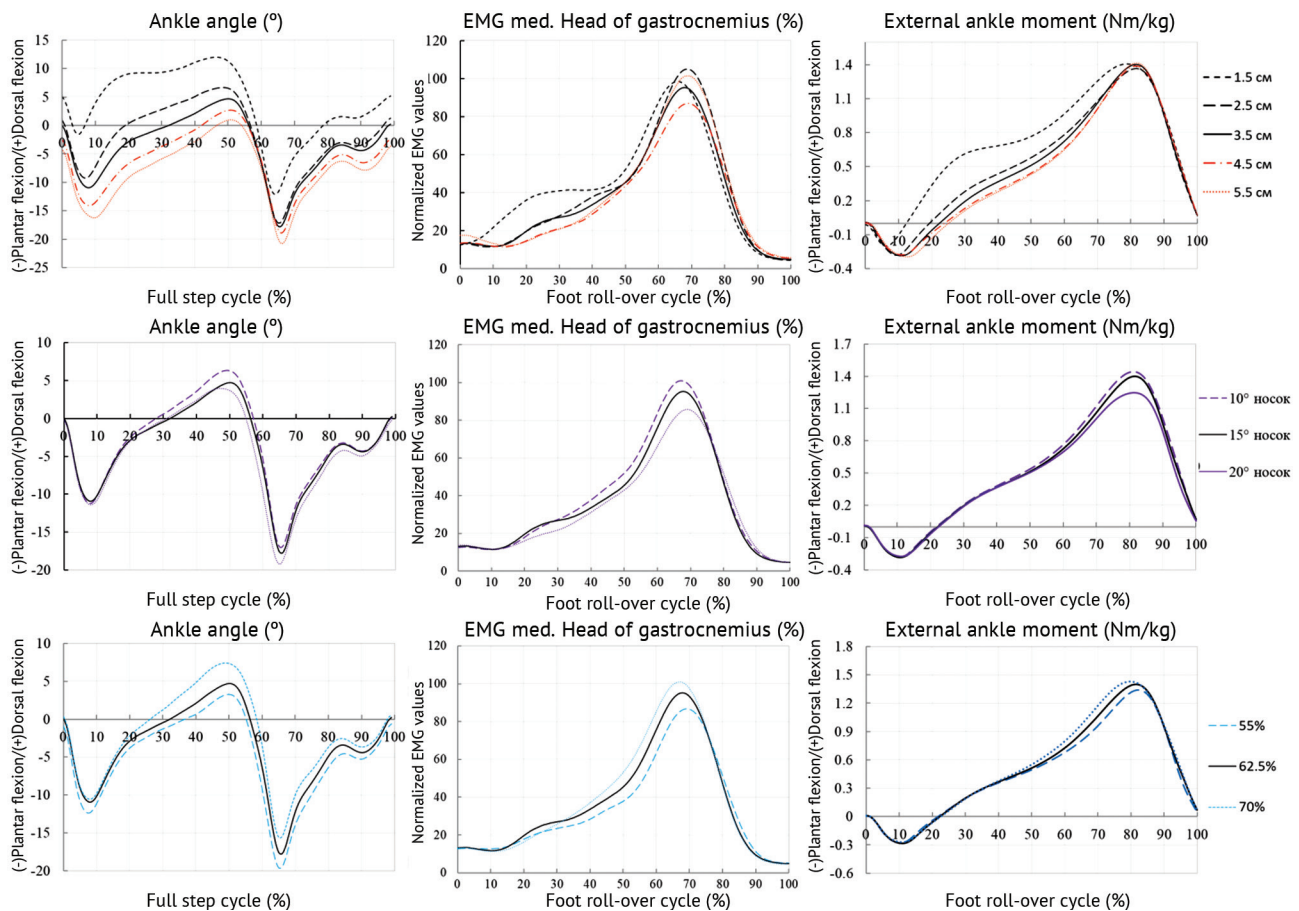 Ankle angle (º)
(-)Plantar flexion/(+)Dorsal flexion
15
10
5
0
-5
-10
-15
-20
-25
0 10 20 30 40 50 60 70 80 90 100
Full step cycle (%)
EMG med. Head of gastrocnemius (%)
Normalized EMG values
120
100
80
60
40
20
0
0 10 20 30 40 50 60 70 80 90 100
Foot roll-over cycle (%)
External ankle moment (Nm/kg)
(-)Plantar flexion/(+)Dorsal flexion
1.4
1.1
0.8
0.5
0.2
-0.1
-0.4
0 10 20 30 40 50 60 70 80 90 100
Foot roll-over cycle (%)
1.5 см
2.5 см
3.5 см
4.5 см
5.5 см
Ankle angle (º)
(-)Plantar flexion/(+)Dorsal flexion
10
5
0
-5
-10
-15
-20
0 10 20 30 40 50 60 70 80 90 100
Full step cycle (%)
EMG med. Head of gastrocnemius (%)
Normalized EMG values
120
100
80
60
40
20
0
0 10 20 30 40 50 60 70 80 90 100
Foot roll-over cycle (%)
External ankle moment (Nm/kg)
(-)Plantar flexion/(+)Dorsal flexion
1.7
1.4
1.1
0.8
0.5
0.2
-0.1
-0.4
0 10 20 30 40 50 60 70 80 90 100
Foot roll-over cycle (%)
10° носок
15° носок
20° носок
Ankle angle (º)
(-)Plantar flexion/(+)Dorsal flexion
10
5
0
-5
-10
-15
-20
0 10 20 30 40 50 60 70 80 90 100
Full step cycle (%)
EMG med. Head of gastrocnemius (%)
Normalized EMG values
120
100
80
60
40
20
0
0 10 20 30 40 50 60 70 80 90 100
Foot roll-over cycle (%)
External ankle moment (Nm/kg)
(-)Plantar flexion/(+)Dorsal flexion
1.8
1.5
1.2
0.9
0.6
0.3
0
-0.3
-0.6
0 10 20 30 40 50 60 70 80 90 100
Foot roll-over cycle (%)
55%
62.5%
70%